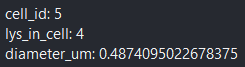 cell_id: 5
lys_in_cell: 4
diameter_um: 0.4874095022678375